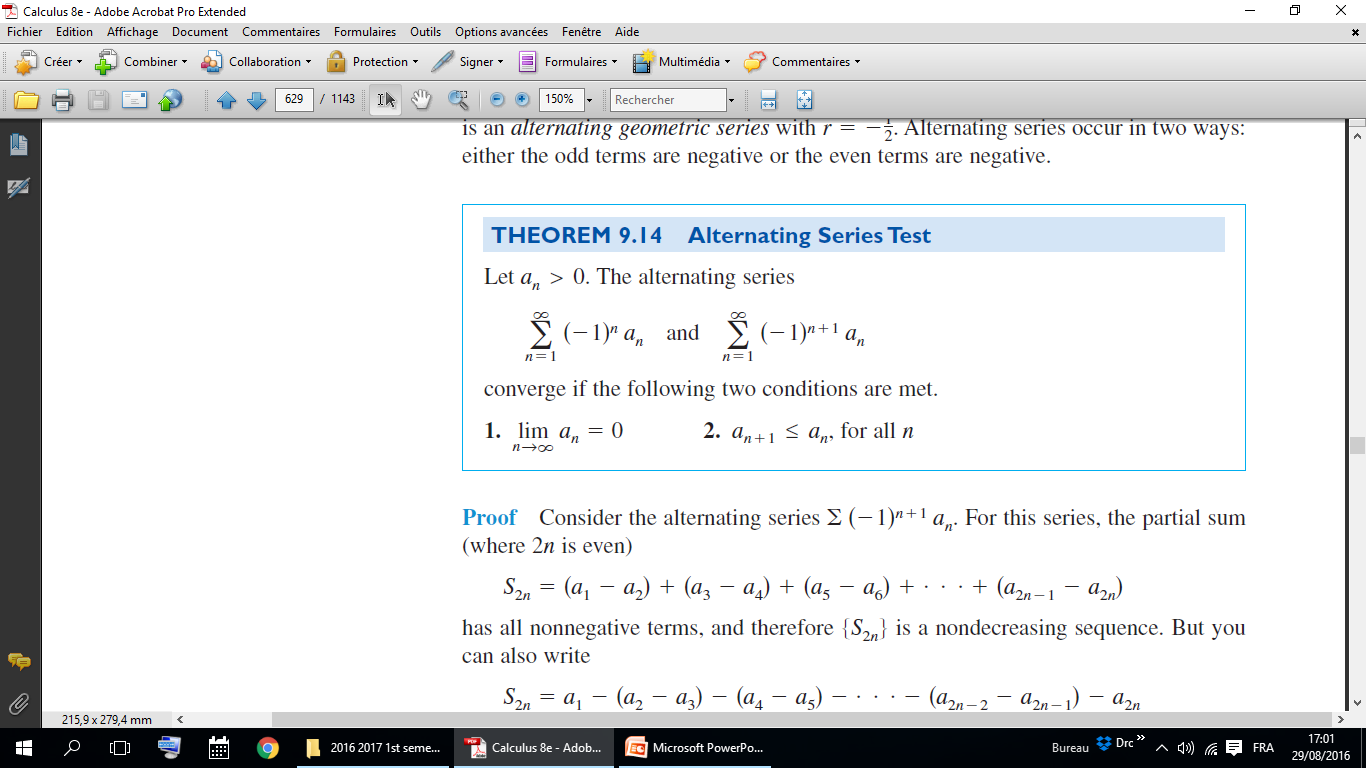 Calculus 8e - Adobe Acrobat Pro Extended
Fichier Edition Affichage Document Commentaires Formulaires Outils Options avancées Fenêtre Aide
Créer Combiner Collaboration Protection Signer Formulaires Multimédia Commentaires
629 / 1143 150% Rechercher
is an alternating geometric series with r = −1/2. Alternating series occur in two ways:
either the odd terms are negative or the even terms are negative.
THEOREM 9.14 Alternating Series Test
Let aₙ > 0. The alternating series
∑_{n=1}^{∞} (−1)ⁿ aₙ and ∑_{n=1}^{∞} (−1)ⁿ⁺¹ aₙ
converge if the following two conditions are met.
1. lim_{n→∞} aₙ = 0 2. aₙ₊₁ ≤ aₙ, for all n
Proof Consider the alternating series Σ (−1)ⁿ⁺¹ aₙ. For this series, the partial sum
(where 2n is even)
S₂ₙ = (a₁ − a₂) + (a₃ − a₄) + (a₅ − a₆) + · · · + (a₂ₙ₋₁ − a₂ₙ)
has all nonnegative terms, and therefore {S₂ₙ} is a nondecreasing sequence. But you
can also write
S₂ₙ = a₁ − (a₂ − a₃) − (a₄ − a₅) − · · · − (a₂ₙ₋₂ − a₂ₙ₋₁) − a₂ₙ
215,9 x 279,4 mm
2016 2017 1st seme... Calculus 8e - Adob... Microsoft PowerPo... Bureau Drc » FRA 17:01
29/08/2016